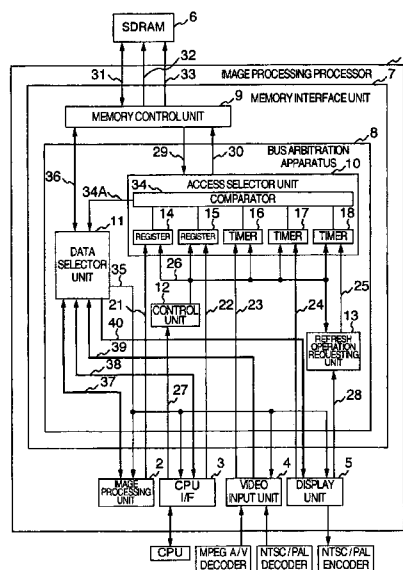 SDRAM
6
32
31
33
1
IMAGE PROCESSING PROCESSOR
7
MEMORY INTERFACE UNIT
9
MEMORY CONTROL UNIT
8
29
30
BUS ARBITRATION
APPARATUS
10
36
34A
34
ACCESS SELECTOR UNIT
COMPARATOR
11
14
15
16
17
18
REGISTER
REGISTER
TIMER
TIMER
TIMER
DATA
SELECTOR
UNIT
35
26
12
22
23
24
25
21
13
CONTROL
UNIT
40
39
38
37
REFRESH
OPERATION
REQUESTING
UNIT
27
28
2
3
4
5
IMAGE
PROCESSING
UNIT
CPU
I/F
VIDEO
INPUT UNIT
DISPLAY
UNIT
CPU
MPEG A/V
DECODER
NTSC/PAL
DECODER
NTSC/PAL
ENCODER